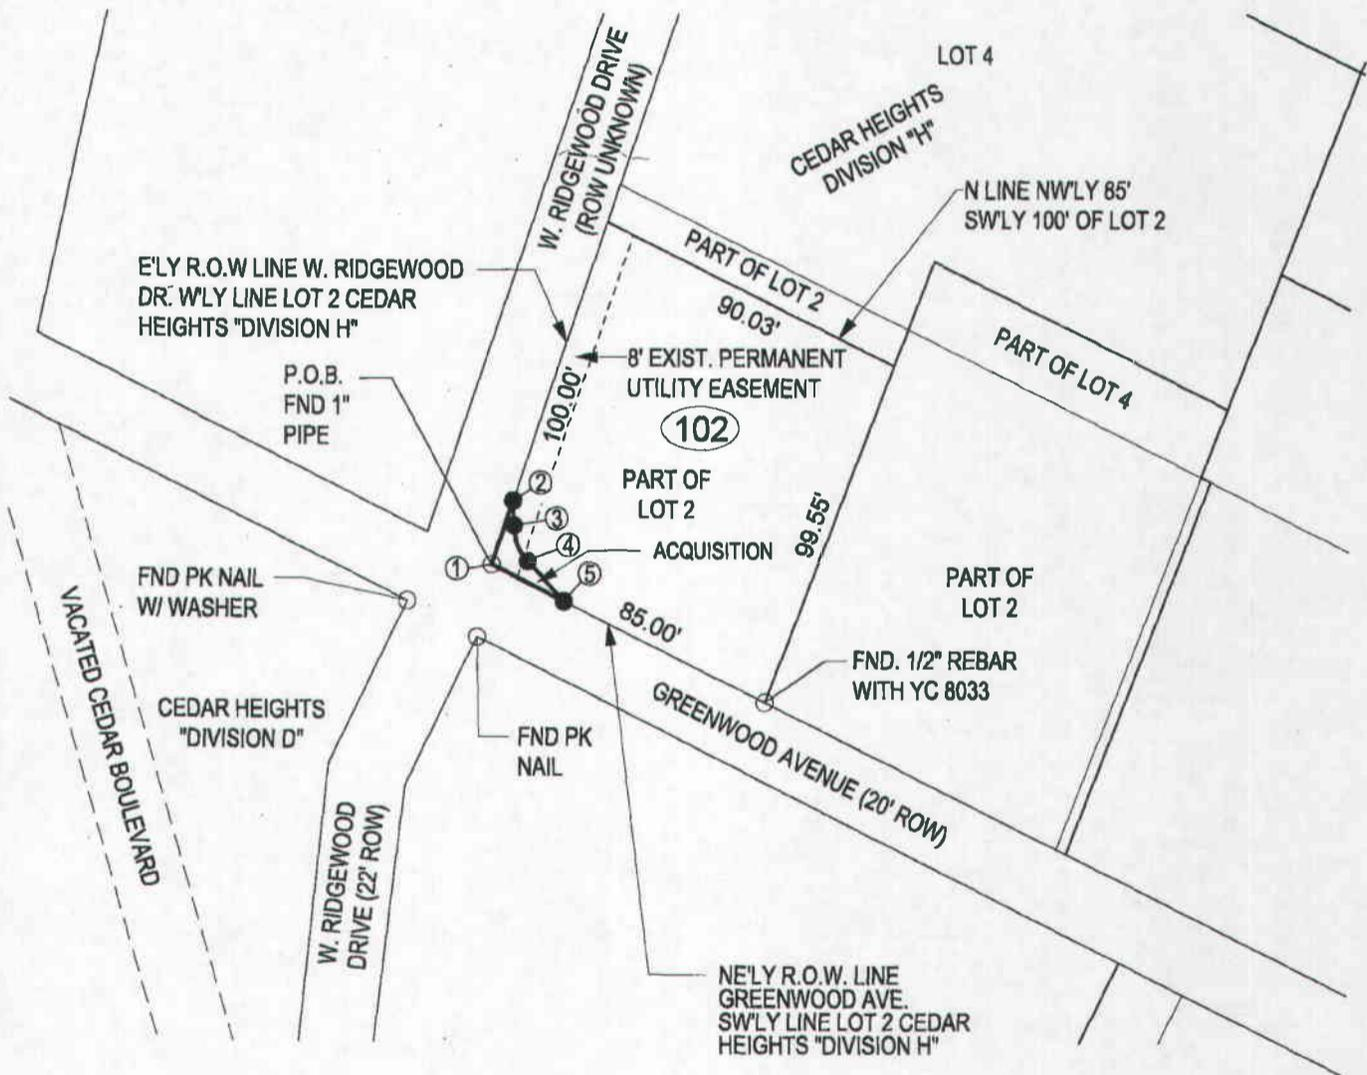 LOT 4
CEDAR HEIGHTS
DIVISION "H"
W. RIDGEWOOD DRIVE
(ROW UNKNOWN)
N LINE NW'LY 85'
SW'LY 100' OF LOT 2
PART OF LOT 2
90.03'
E'LY R.O.W LINE W. RIDGEWOOD
DR. W'LY LINE LOT 2 CEDAR
HEIGHTS "DIVISION H"
PART OF LOT 4
8' EXIST. PERMANENT
UTILITY EASEMENT
P.O.B.
FND 1"
PIPE
100.00'
102
PART OF
LOT 2
99.55'
2
3
4
ACQUISITION
1
5
FND PK NAIL
W/ WASHER
PART OF
LOT 2
85.00'
VACATED CEDAR BOULEVARD
FND. 1/2" REBAR
WITH YC 8033
CEDAR HEIGHTS
"DIVISION D"
GREENWOOD AVENUE (20' ROW)
FND PK
NAIL
W. RIDGEWOOD
DRIVE (22' ROW)
NE'LY R.O.W. LINE
GREENWOOD AVE.
SW'LY LINE LOT 2 CEDAR
HEIGHTS "DIVISION H"